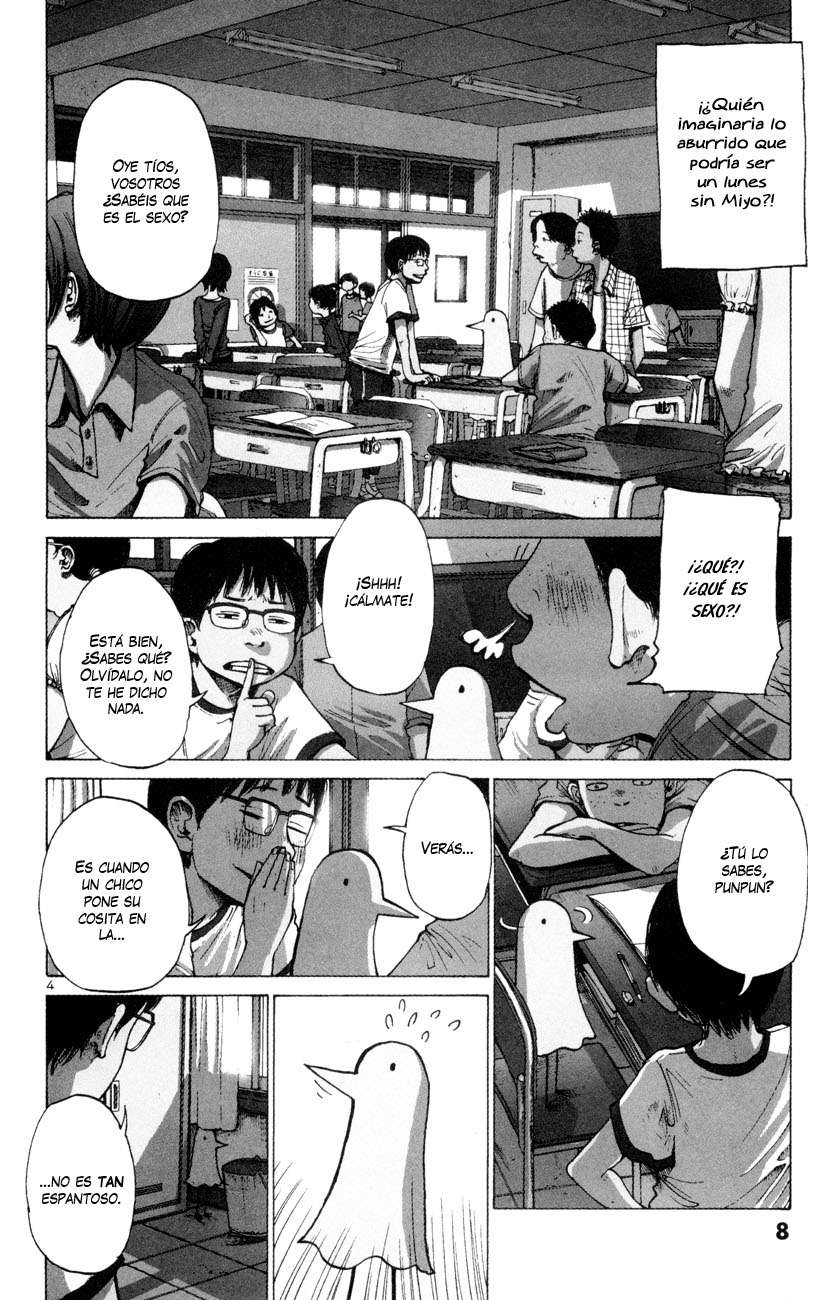 ¡¿Quién
imaginaria lo
aburrido que
podría ser
un lunes
sin Miyo?!
Oye tíos,
vosotros
¿Sabéis que
es el sexo?
¡¿QUÉ?!
¡¿QUÉ ES
SEXO?!
¡Shhh!
¡Cálmate!
Está bien,
¿Sabes qué?
Olvídalo, no
te he dicho
nada.
¿Tú lo
sabes,
Punpun?
Verás...
Es cuando
un chico
pone su
cosita en
la...
4
...no es TAN
espantoso.
8